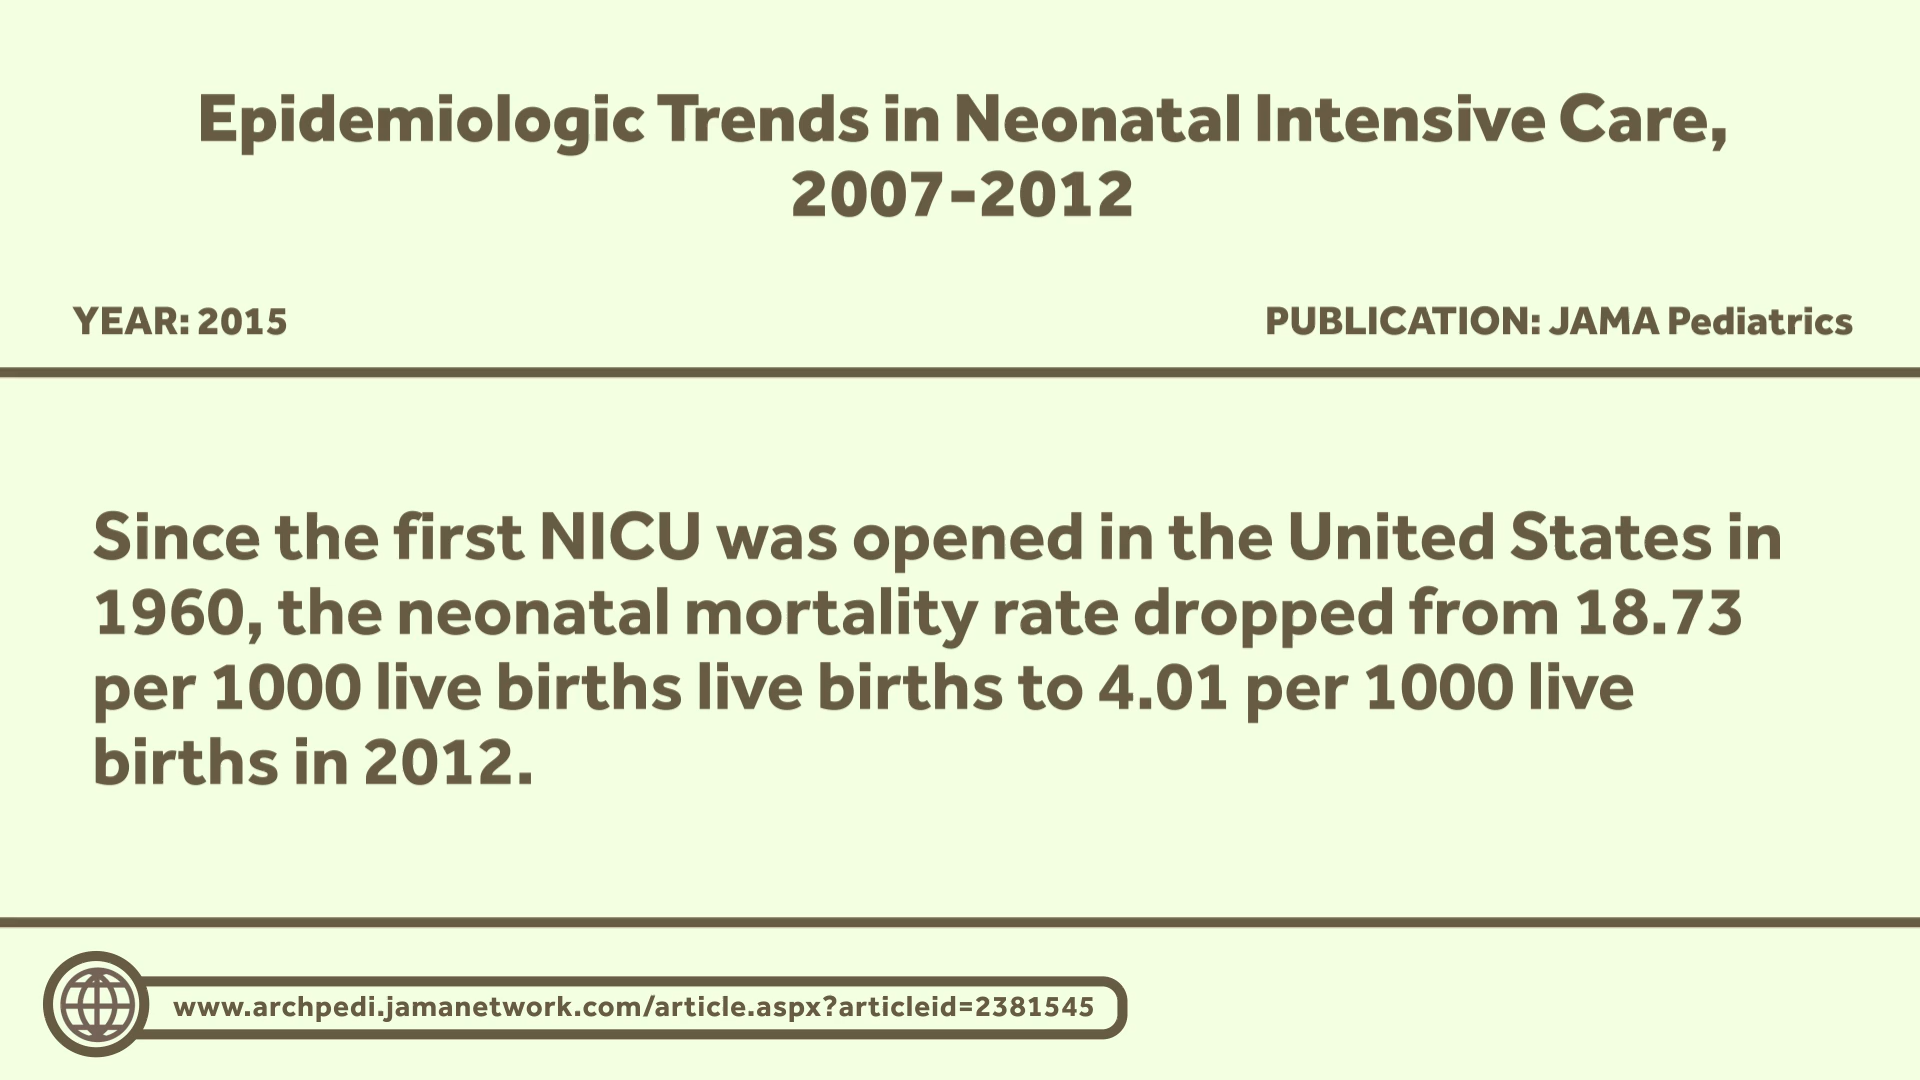 Epidemiologic Trends in Neonatal Intensive Care,
2007-2012
YEAR: 2015
PUBLICATION: JAMA Pediatrics
Since the first NICU was opened in the United States in
1960, the neonatal mortality rate dropped from 18.73
per 1000 live births live births to 4.01 per 1000 live
births in 2012.
www.archpedi.jamanetwork.com/article.aspx?articleid=2381545